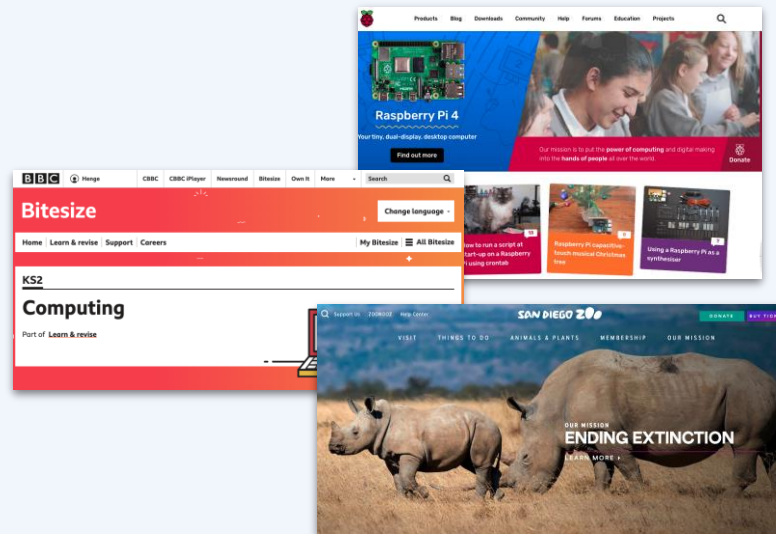 Products Blog Downloads Community Help Forums Education Projects
Raspberry Pi 4
Your tiny, dual-display, desktop computer
Find out more
Our mission is to put the power of computing and digital making
into the hands of people all over the world.
Donate
How to run a script at
start-up on a Raspberry
Pi using crontab
Raspberry Pi capacitive-
touch musical Christmas
tree
Using a Raspberry Pi as a
synthesiser
BBC Henge CBBC CBBC iPlayer Newsround Bitesize Own It More Search
Bitesize
Change language
Home Learn & revise Support Careers My Bitesize All Bitesize
KS2
Computing
Part of Learn & revise
Support Us ZOONOOZ Help Center SAN DIEGO ZOO DONATE BUY TICK
VISIT THINGS TO DO ANIMALS & PLANTS MEMBERSHIP OUR MISSION
OUR MISSION
ENDING EXTINCTION
LEARN MORE